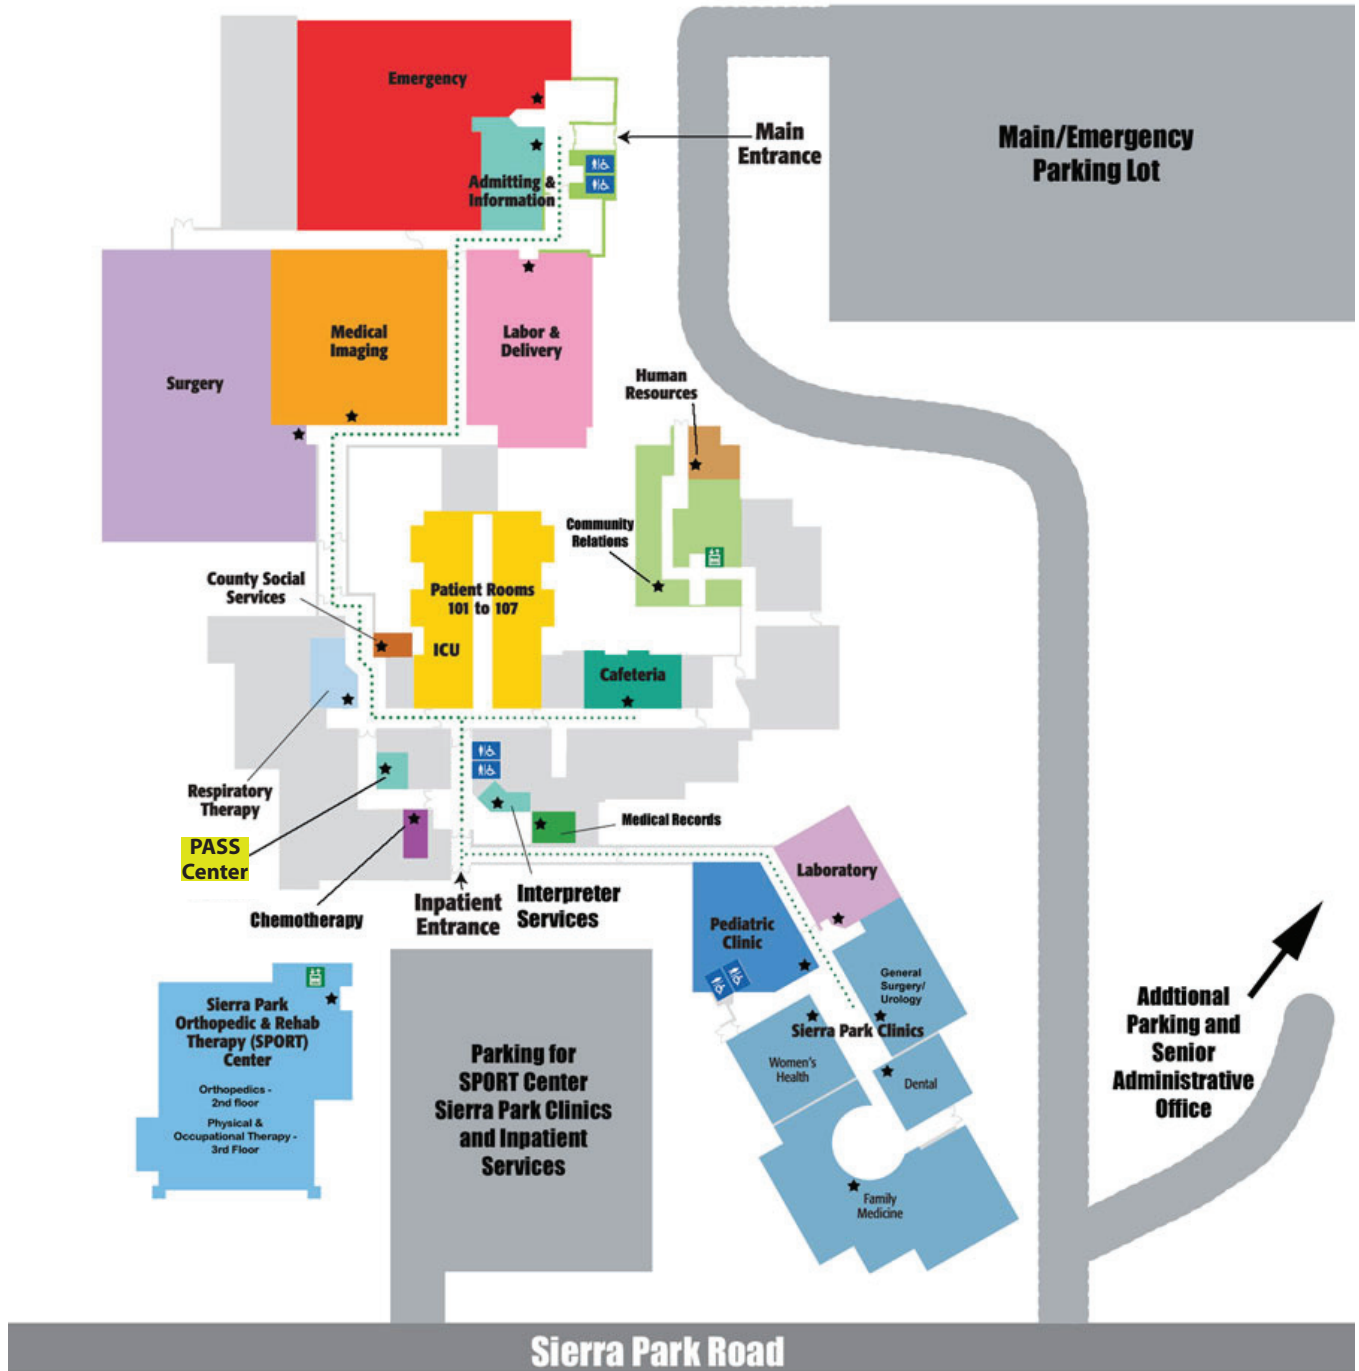 Emergency
Main
Entrance
Main/Emergency
Parking Lot
Admitting &
Information
Medical
Imaging
Labor &
Delivery
Surgery
Human
Resources
Community
Relations
County Social
Services
Patient Rooms
101 to 107
ICU
Cafeteria
Respiratory
Therapy
PASS
Center
Medical Records
Chemotherapy
Inpatient
Entrance
Interpreter
Services
Laboratory
Pediatric
Clinic
General
Surgery/
Urology
Sierra Park Clinics
Women's
Health
Dental
Family
Medicine
Sierra Park
Orthopedic & Rehab
Therapy (SPORT)
Center
Orthopedics -
2nd floor
Physical &
Occupational Therapy -
3rd Floor
Parking for
SPORT Center
Sierra Park Clinics
and Inpatient
Services
Addtional
Parking and
Senior
Administrative
Office
Sierra Park Road